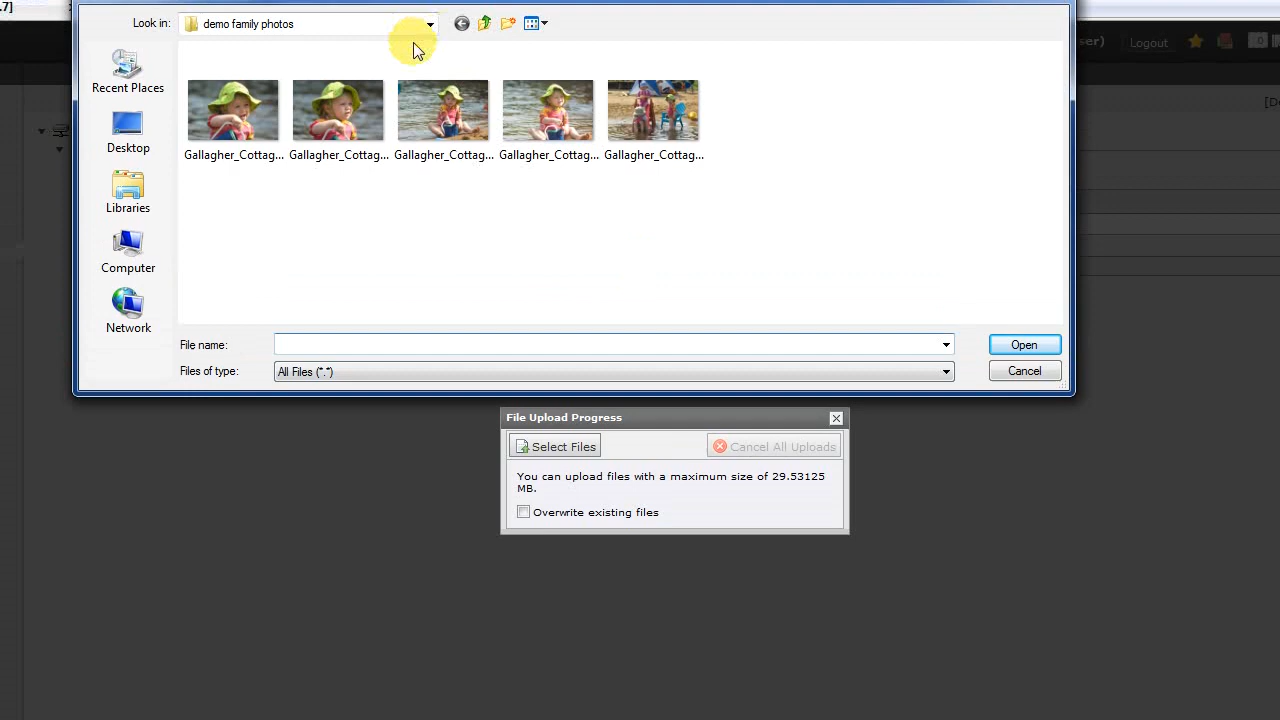 .7]
Look in: demo family photos
ser) Logout
[D
Recent Places
Desktop
Libraries
Computer
Network
Gallagher_Cottag... Gallagher_Cottag... Gallagher_Cottag... Gallagher_Cottag... Gallagher_Cottag...
File name: Open
Files of type: All Files (*.*) Cancel
File Upload Progress
Select Files Cancel All Uploads
You can upload files with a maximum size of 29.53125
MB.
Overwrite existing files